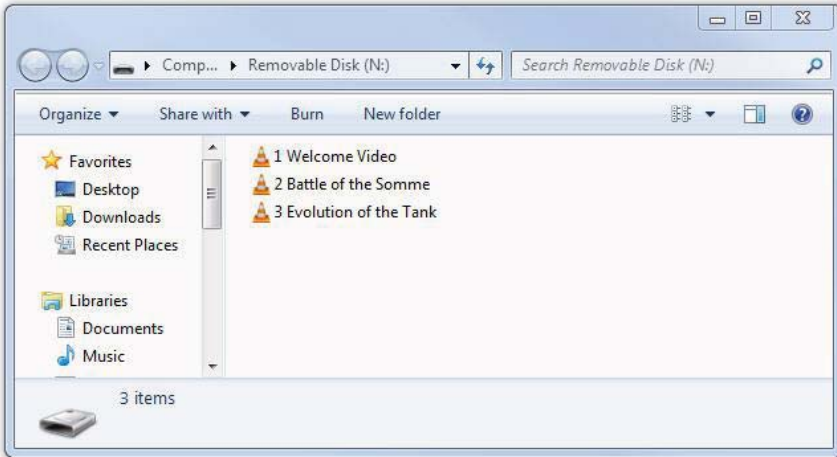 Comp... Removable Disk (N:) Search Removable Disk (N:)
Organize Share with Burn New folder
Favorites
Desktop
Downloads
Recent Places
Libraries
Documents
Music
1 Welcome Video
2 Battle of the Somme
3 Evolution of the Tank
3 items